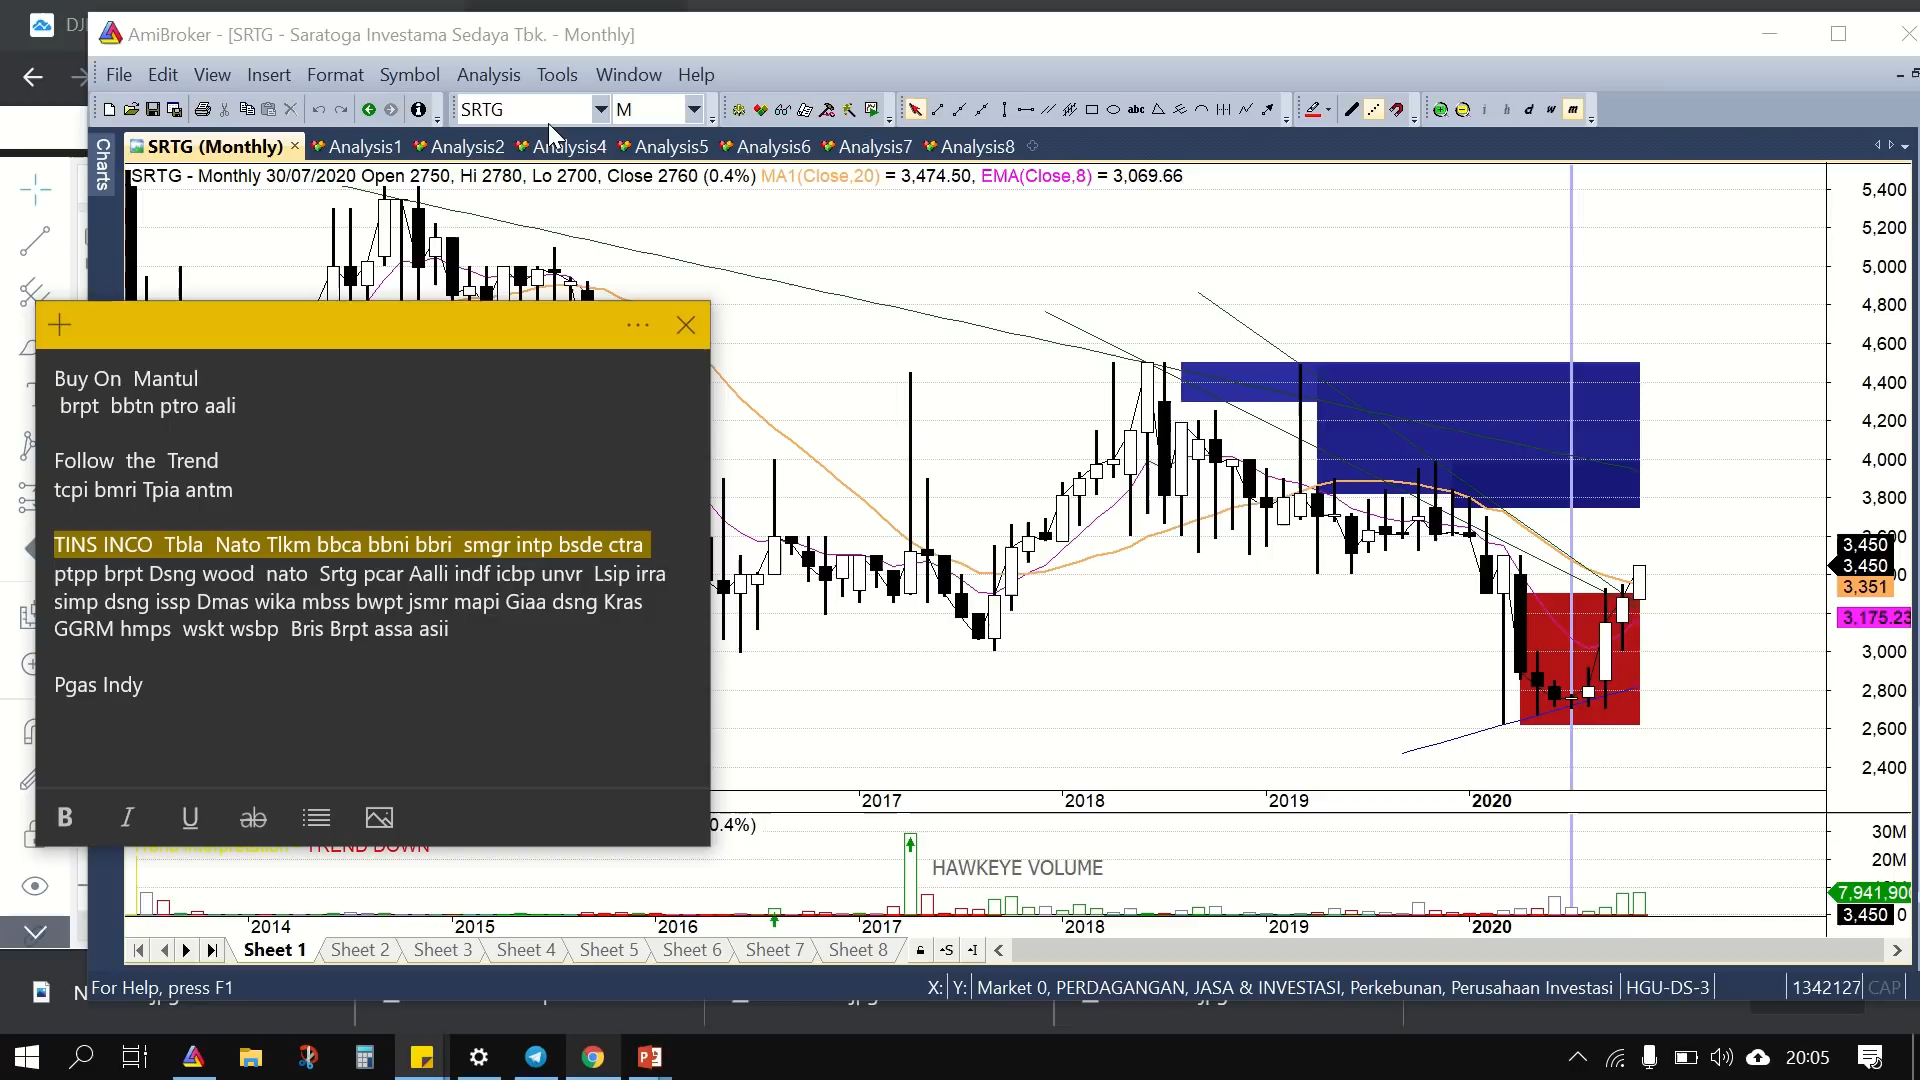 DJ
AmiBroker - [SRTG - Saratoga Investama Sedaya Tbk. - Monthly]
File Edit View Insert Format Symbol Analysis Tools Window Help
SRTG M
abc
Charts
SRTG (Monthly) Analysis1 Analysis2 Analysis4 Analysis5 Analysis6 Analysis7 Analysis8
SRTG - Monthly 30/07/2020 Open 2750, Hi 2780, Lo 2700, Close 2760 (0.4%) MA1(Close,20) = 3,474.50, EMA(Close,8) = 3,069.66
5,400
5,200
5,000
4,800
4,600
4,400
4,200
4,000
3,800
3,450
3,450
3,351
3,175.23
3,000
2,800
2,600
2,400
Buy On Mantul
brpt bbtn ptro aali
Follow the Trend
tcpi bmri Tpia antm
TINS INCO Tbla Nato Tlkm bbca bbni bbri smgr intp bsde ctra
ptpp brpt Dsng wood nato Srtg pcar Aalli indf icbp unvr Lsip irra
simp dsng issp Dmas wika mbss bwpt jsmr mapi Giaa dsng Kras
GGRM hmps wskt wsbp Bris Brpt assa asii
Pgas Indy
B I U ab
2017 2018 2019 2020
0.4%)
TREND DOWN
HAWKEYE VOLUME
30M
20M
7,941,900
3,450 0
2014 2015 2016 2017 2018 2019 2020
Sheet 1 Sheet 2 Sheet 3 Sheet 4 Sheet 5 Sheet 6 Sheet 7 Sheet 8
For Help, press F1
X: Y: Market 0, PERDAGANGAN, JASA & INVESTASI, Perkebunan, Perusahaan Investasi HGU-DS-3 1342127 CAP
20:05